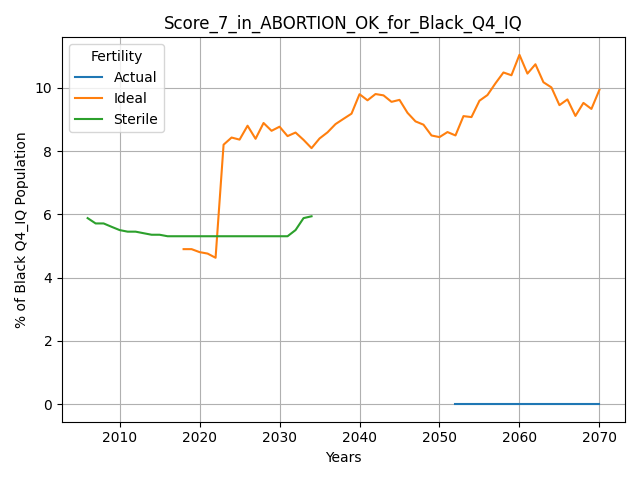 Score_7_in_ABORTION_OK_for_Black_Q4_IQ
Fertility
Actual
Ideal
Sterile
% of Black Q4_IQ Population
10
8
6
4
2
0
2010 2020 2030 2040 2050 2060 2070
Years